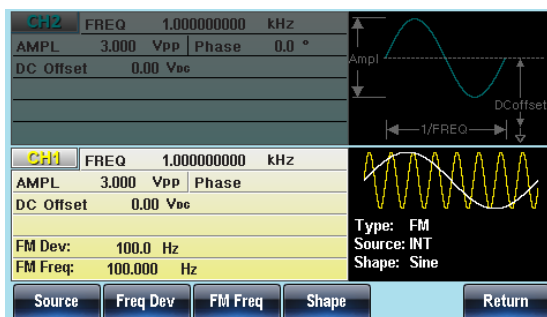 CH2 FREQ 1.000000000 kHz
AMPL 3.000 Vpp Phase 0.0 °
DC Offset 0.00 VDC
Ampl
DCoffset
1/FREQ
CH1 FREQ 1.000000000 kHz
AMPL 3.000 Vpp Phase
DC Offset 0.00 VDC
FM Dev: 100.0 Hz
FM Freq: 100.000 Hz
Type: FM
Source: INT
Shape: Sine
Source Freq Dev FM Freq Shape Return